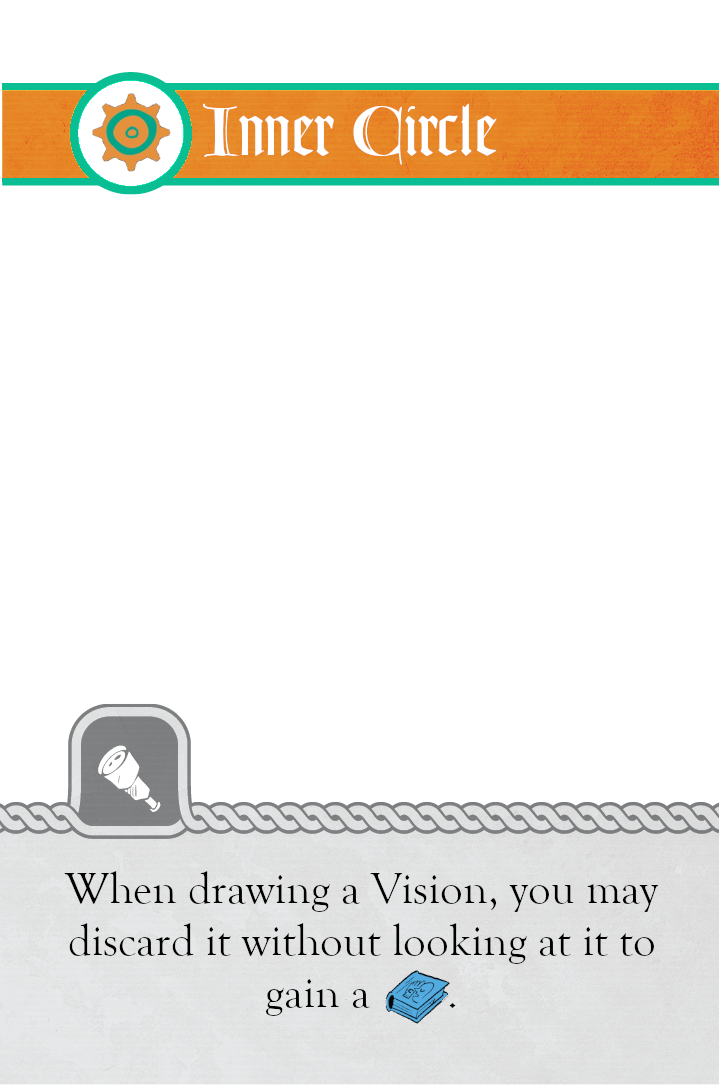 Inner Circle
When drawing a Vision, you may
discard it without looking at it to
gain a .